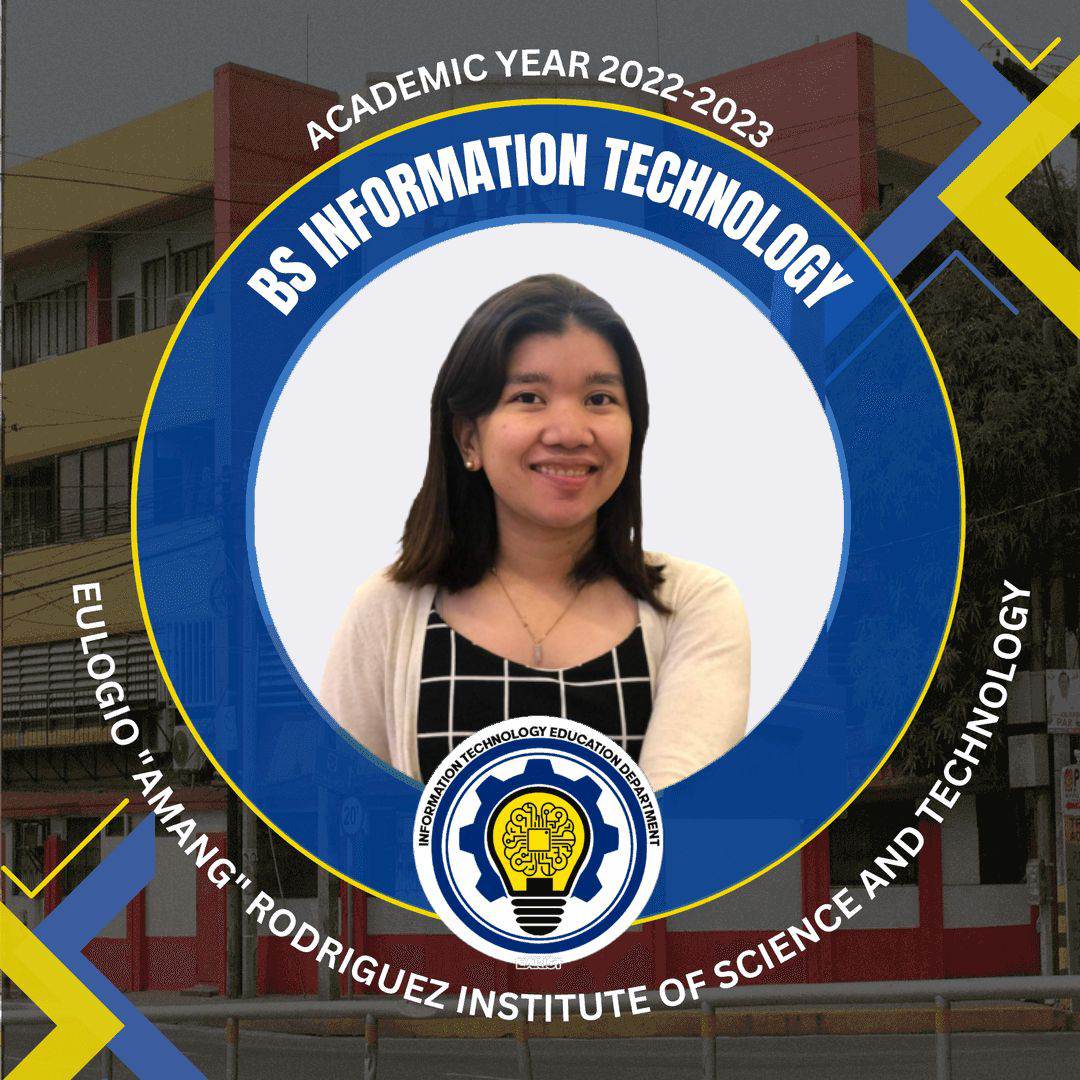 ACADEMIC YEAR 2022-2023
BS INFORMATION TECHNOLOGY
INFORMATION TECHNOLOGY EDUCATION DEPARTMENT
EULOGIO "AMANG" RODRIGUEZ INSTITUTE OF SCIENCE AND TECHNOLOGY